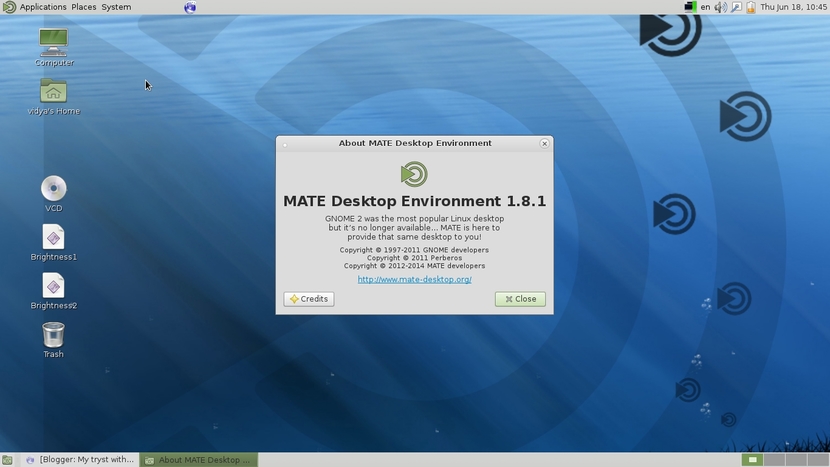 Applications Places System
en
Thu Jun 18, 10:45
Computer
vidya's Home
VCD
Brightness1
Brightness2
Trash
About MATE Desktop Environment
MATE Desktop Environment 1.8.1
GNOME 2 was the most popular Linux desktop
but it's no longer available... MATE is here to
provide that same desktop to you!
Copyright © 1997-2011 GNOME developers
Copyright © 2011 Perberos
Copyright © 2012-2014 MATE developers
http://www.mate-desktop.org/
Credits
Close
[Blogger: My tryst with...
About MATE Desktop ...